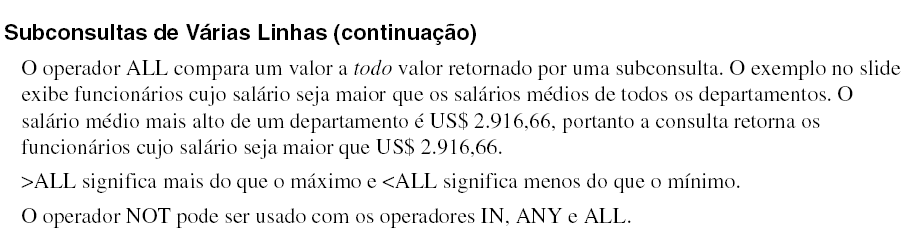 Subconsultas de Várias Linhas (continuação)
O operador ALL compara um valor a todo valor retornado por uma subconsulta. O exemplo no slide
exibe funcionários cujo salário seja maior que os salários médios de todos os departamentos. O
salário médio mais alto de um departamento é US$ 2.916,66, portanto a consulta retorna os
funcionários cujo salário seja maior que US$ 2.916,66.
>ALL significa mais do que o máximo e <ALL significa menos do que o mínimo.
O operador NOT pode ser usado com os operadores IN, ANY e ALL.